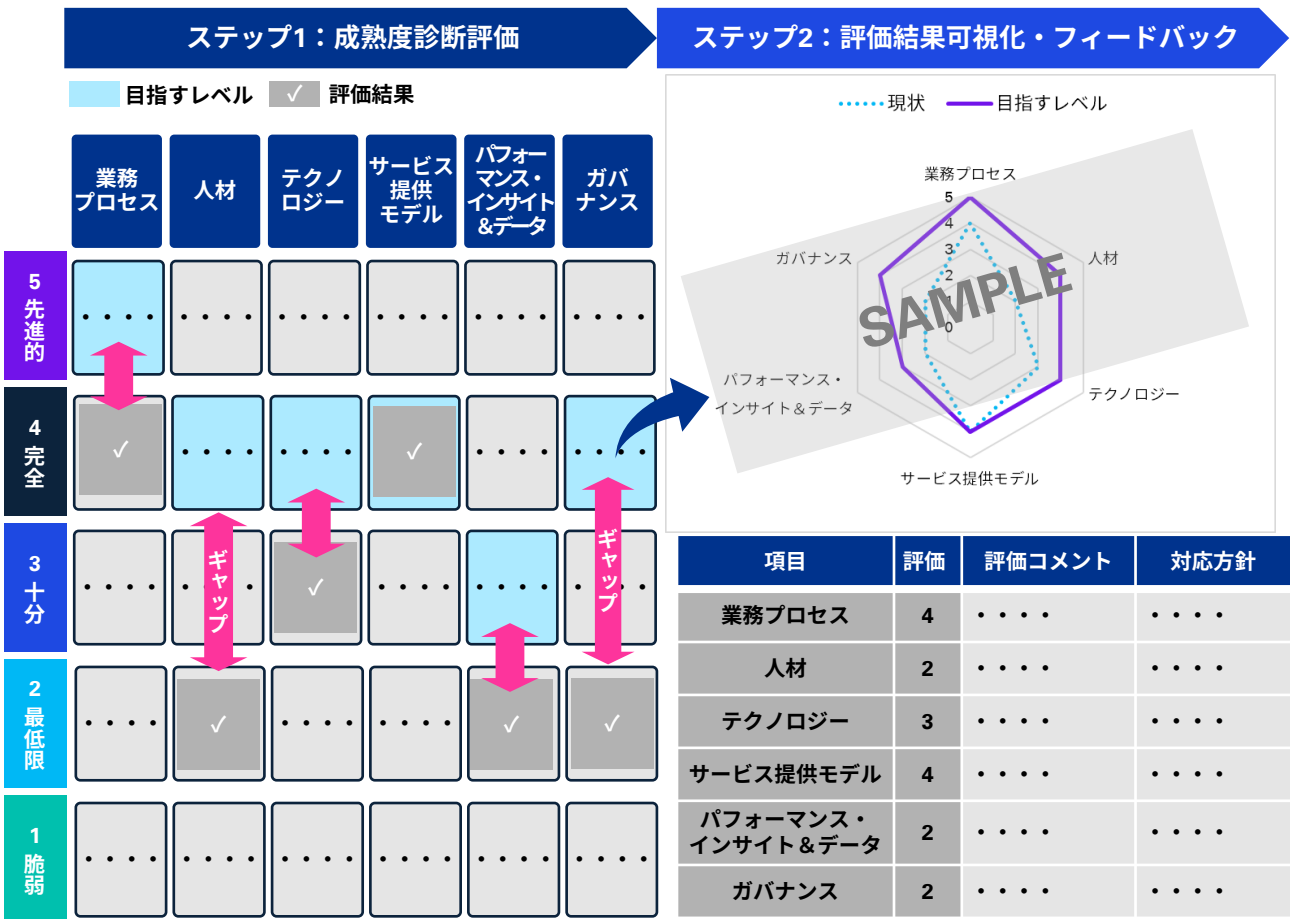 ステップ1：成熟度診断評価
ステップ2：評価結果可視化・フィードバック
目指すレベル
✓
評価結果
業務
プロセス
人材
テクノ
ロジー
サービス
提供
モデル
パフォー
マンス・
インサイト
&データ
ガバ
ナンス
5 先進的
・・・・
・・・・
・・・・
・・・・
・・・・
・・・・
4 完全
✓
・・・・
・・・・
✓
・・・・
・・・・
3 十分
・・・・
・・・・
✓
・・・・
・・・・
・・・・
ギャップ
ギャップ
2 最低限
・・・・
✓
・・・・
・・・・
✓
✓
1 脆弱
・・・・
・・・・
・・・・
・・・・
・・・・
・・・・
現状
目指すレベル
業務プロセス
5
4
3
2
1
0
人材
テクノロジー
サービス提供モデル
パフォーマンス・
インサイト＆データ
ガバナンス
SAMPLE
項目 評価 評価コメント 対応方針
業務プロセス 4 ・・・・ ・・・・
人材 2 ・・・・ ・・・・
テクノロジー 3 ・・・・ ・・・・
サービス提供モデル 4 ・・・・ ・・・・
パフォーマンス・
インサイト＆データ 2 ・・・・ ・・・・
ガバナンス 2 ・・・・ ・・・・